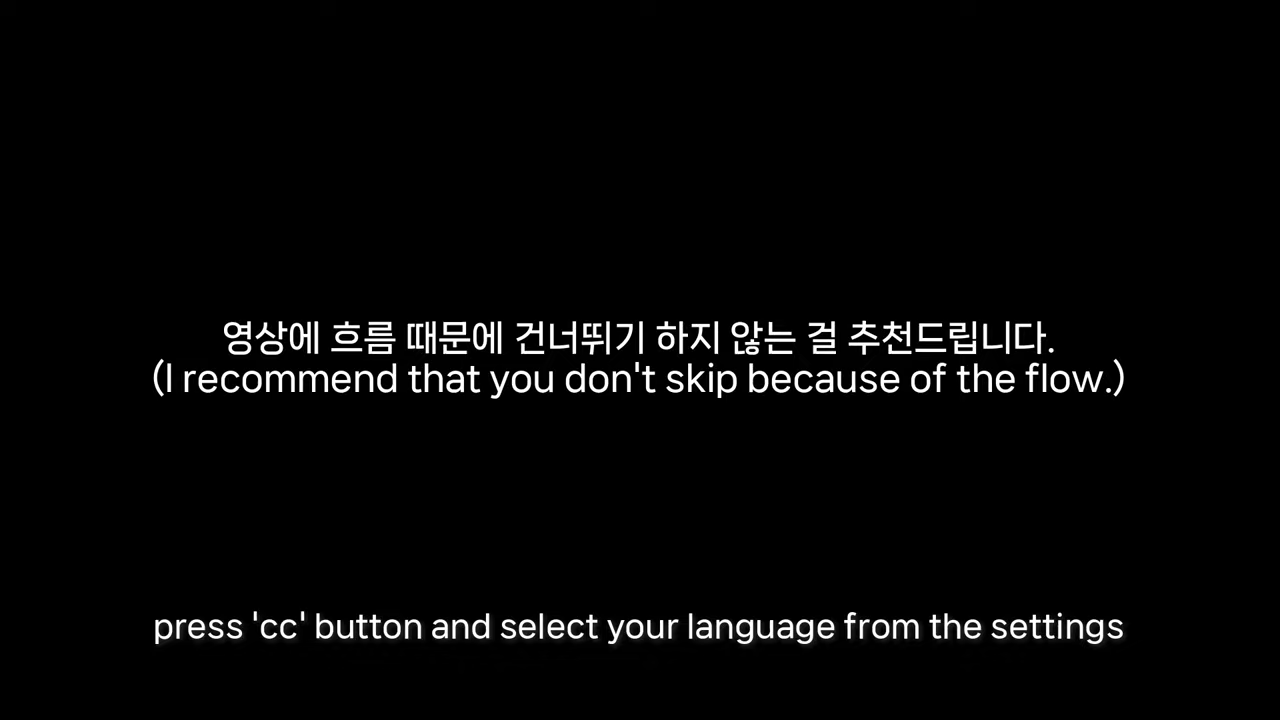 영상에 흐름 때문에 건너뛰기 하지 않는 걸 추천드립니다.
(I recommend that you don't skip because of the flow.)
press 'cc' button and select your language from the settings